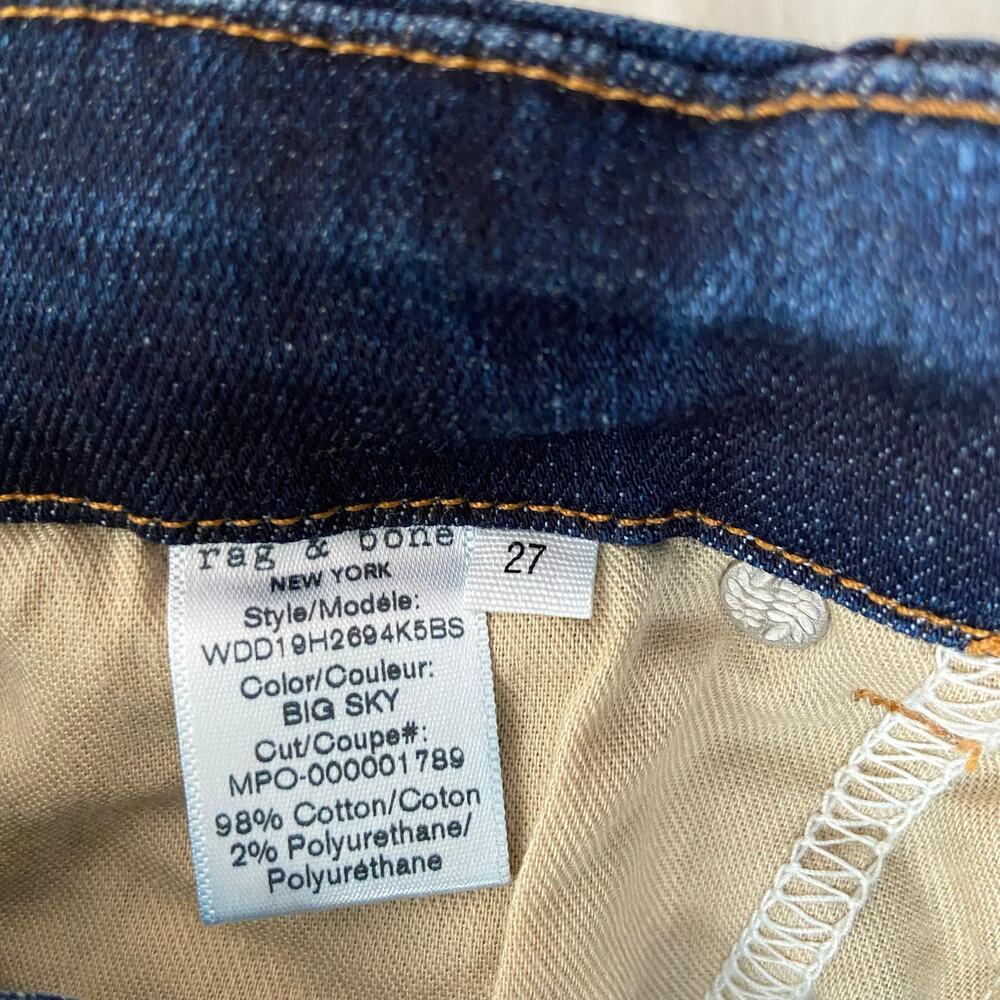 rag & bone
NEW YORK
Style/Modéle:
WDD19H2694K5BS
Color/Couleur:
BIG SKY
Cut/Coupe#:
MPO-000001789
98% Cotton/Coton
2% Polyurethane/
Polyuréthane
27